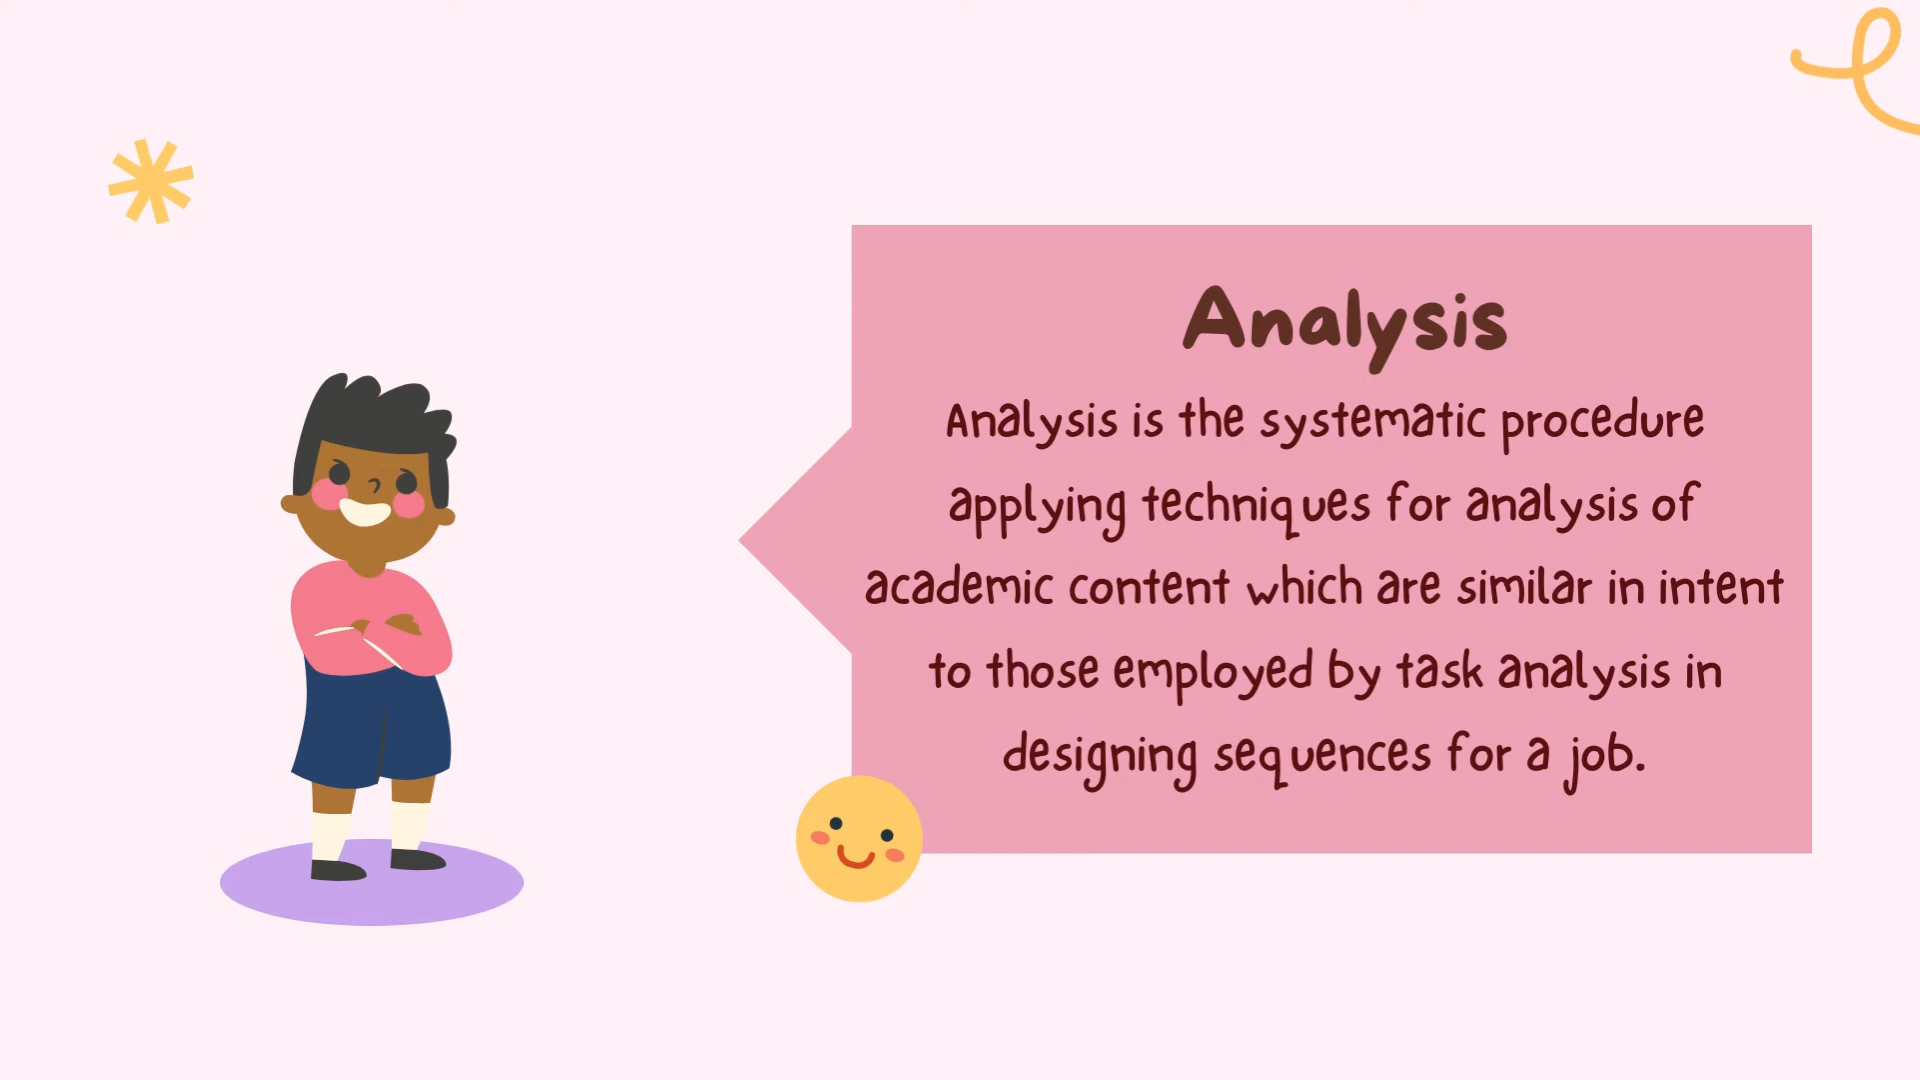 Analysis
Analysis is the systematic procedure
applying techniques for analysis of
academic content which are similar in intent
to those employed by task analysis in
designing sequences for a job.